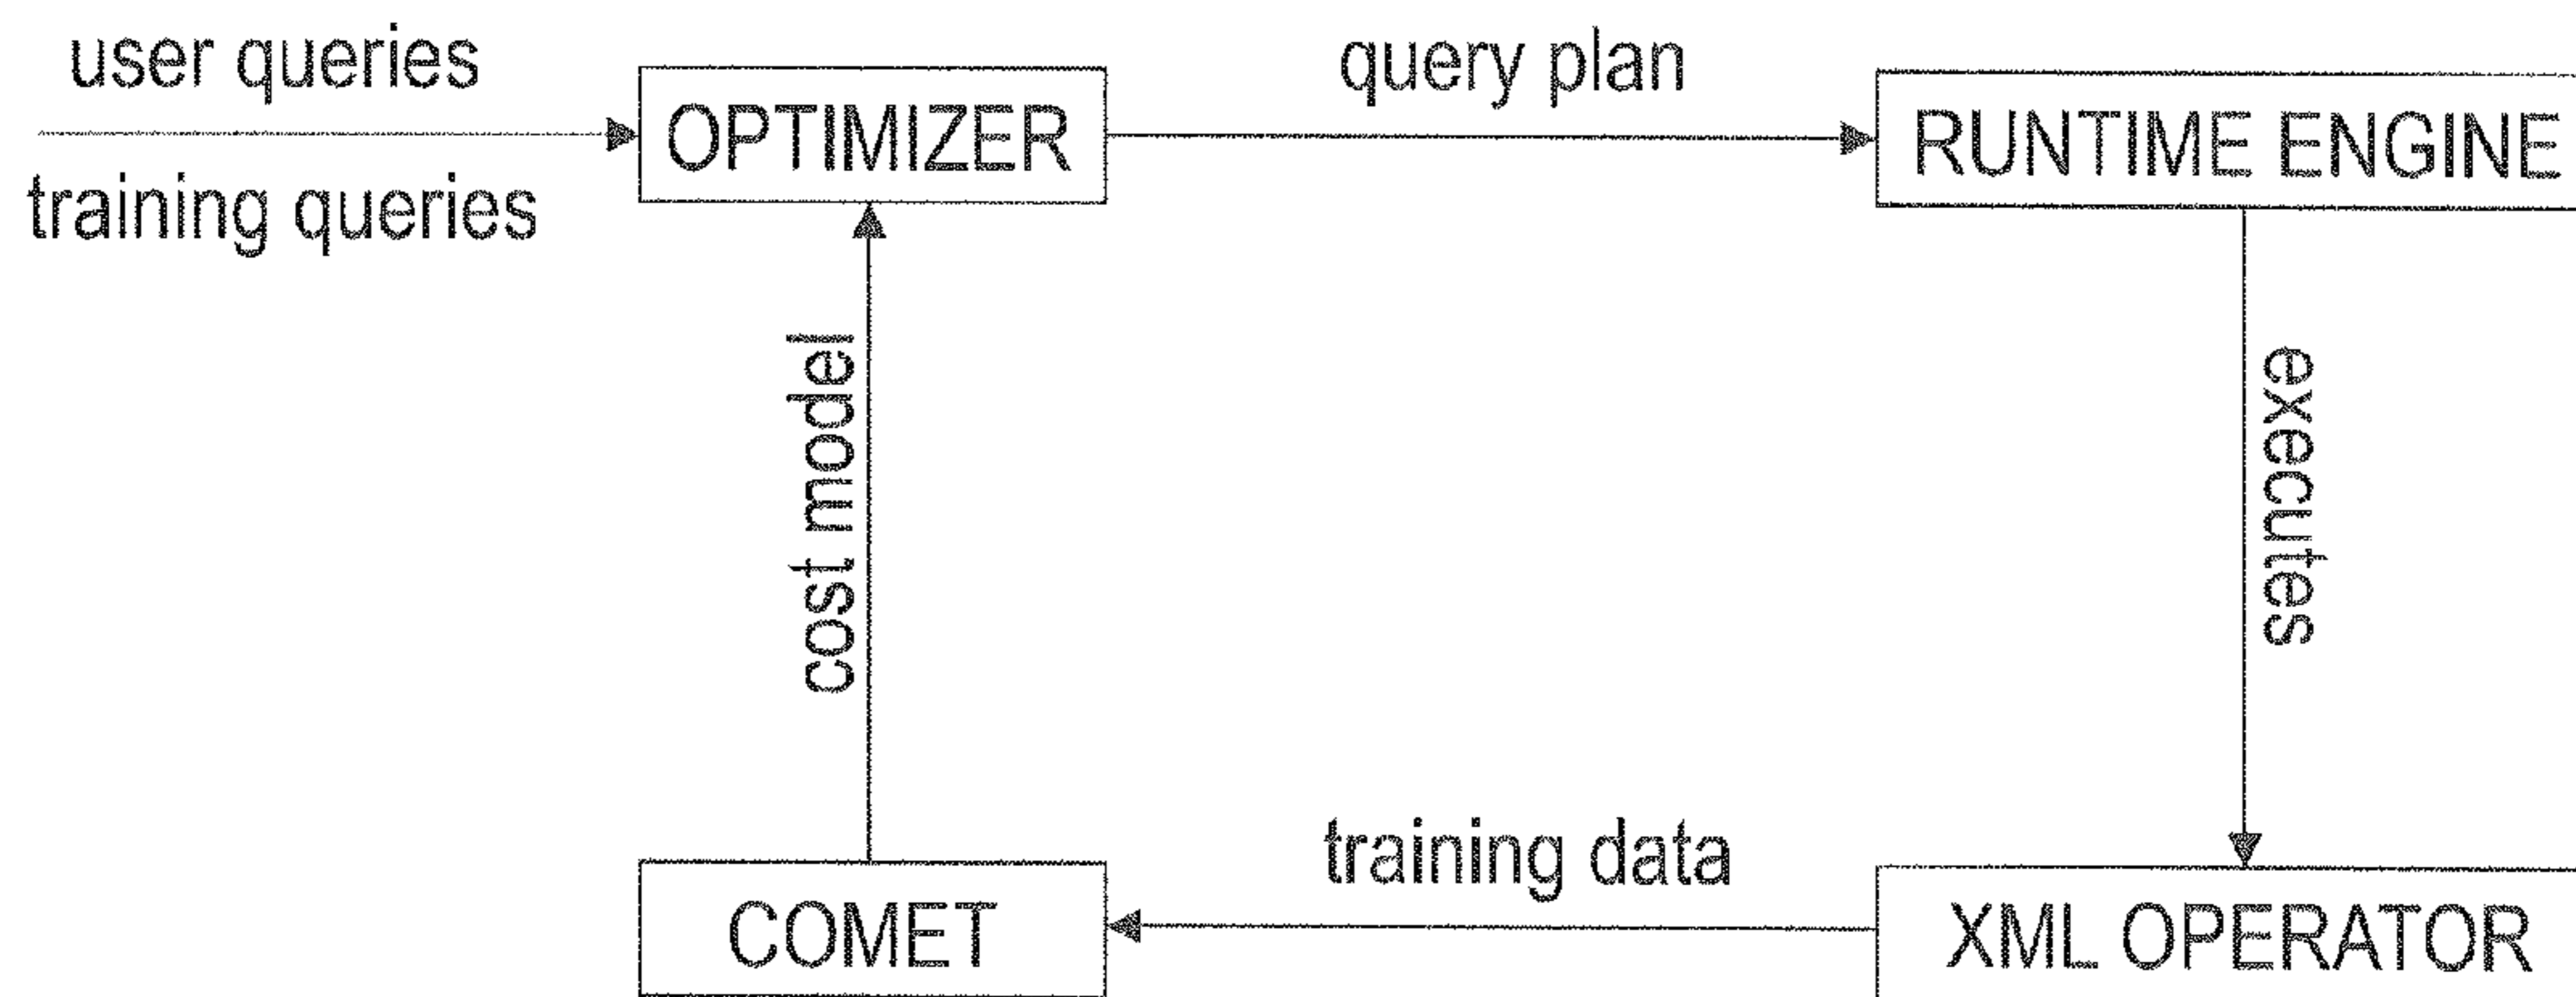 user queries
training queries
OPTIMIZER
query plan
RUNTIME ENGINE
cost model
executes
COMET
training data
XML OPERATOR